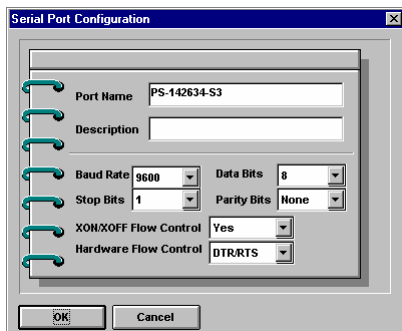 Serial Port Configuration
Port Name PS-142634-S3
Description
Baud Rate 9600 Data Bits 8
Stop Bits 1 Parity Bits None
XON/XOFF Flow Control Yes
Hardware Flow Control DTR/RTS
OK Cancel